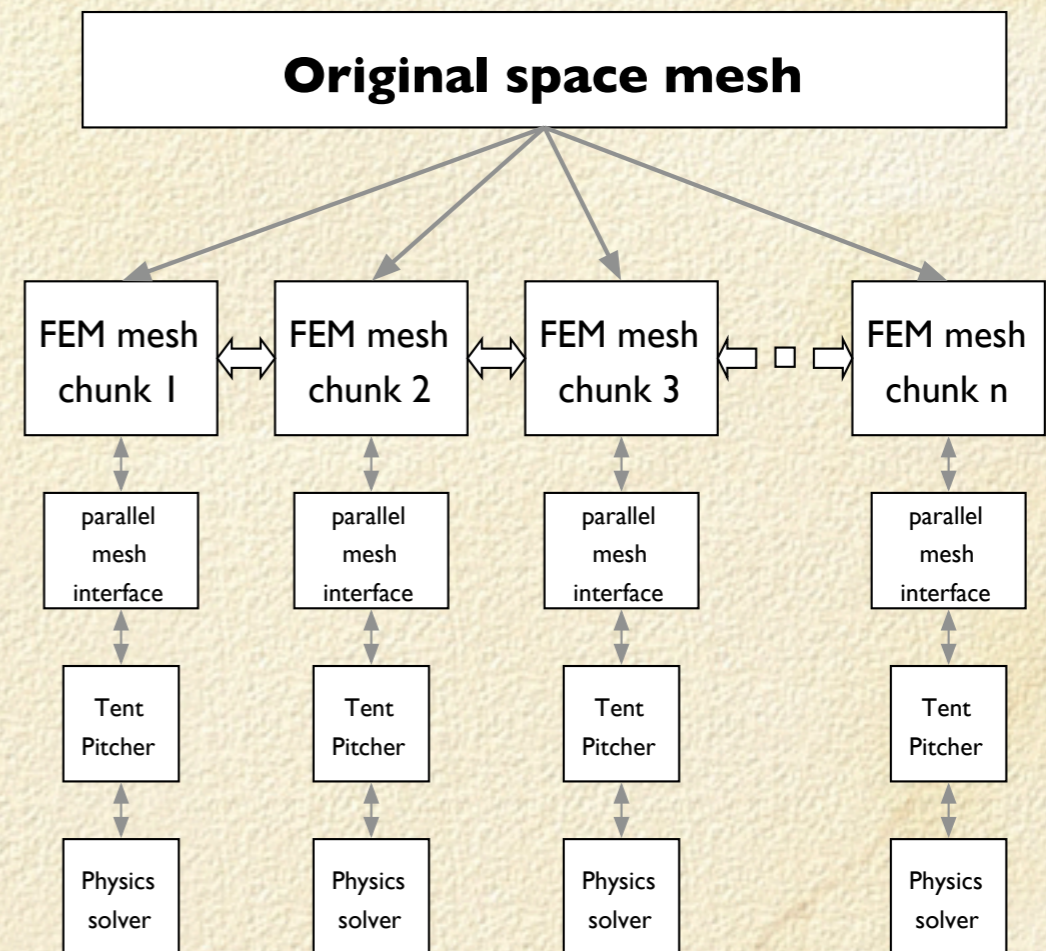 Original space mesh
FEM mesh
chunk 1
FEM mesh
chunk 2
FEM mesh
chunk 3
FEM mesh
chunk n
parallel
mesh
interface
parallel
mesh
interface
parallel
mesh
interface
parallel
mesh
interface
Tent
Pitcher
Tent
Pitcher
Tent
Pitcher
Tent
Pitcher
Physics
solver
Physics
solver
Physics
solver
Physics
solver